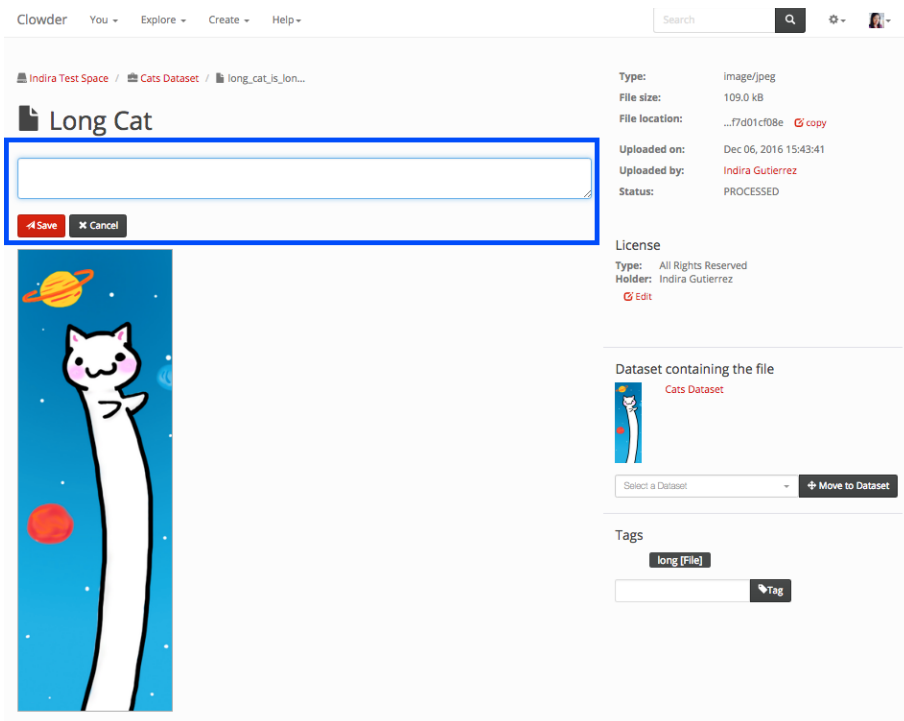 Clowder You Explore Create Help Search
Indira Test Space / Cats Dataset / long_cat_is_lon...
Long Cat
Save Cancel
Type: image/jpeg
File size: 109.0 kB
File location: ...f7d01cf08e copy
Uploaded on: Dec 06, 2016 15:43:41
Uploaded by: Indira Gutierrez
Status: PROCESSED
License
Type: All Rights Reserved
Holder: Indira Gutierrez
Edit
Dataset containing the file
Cats Dataset
Select a Dataset Move to Dataset
Tags
long [File]
Tag